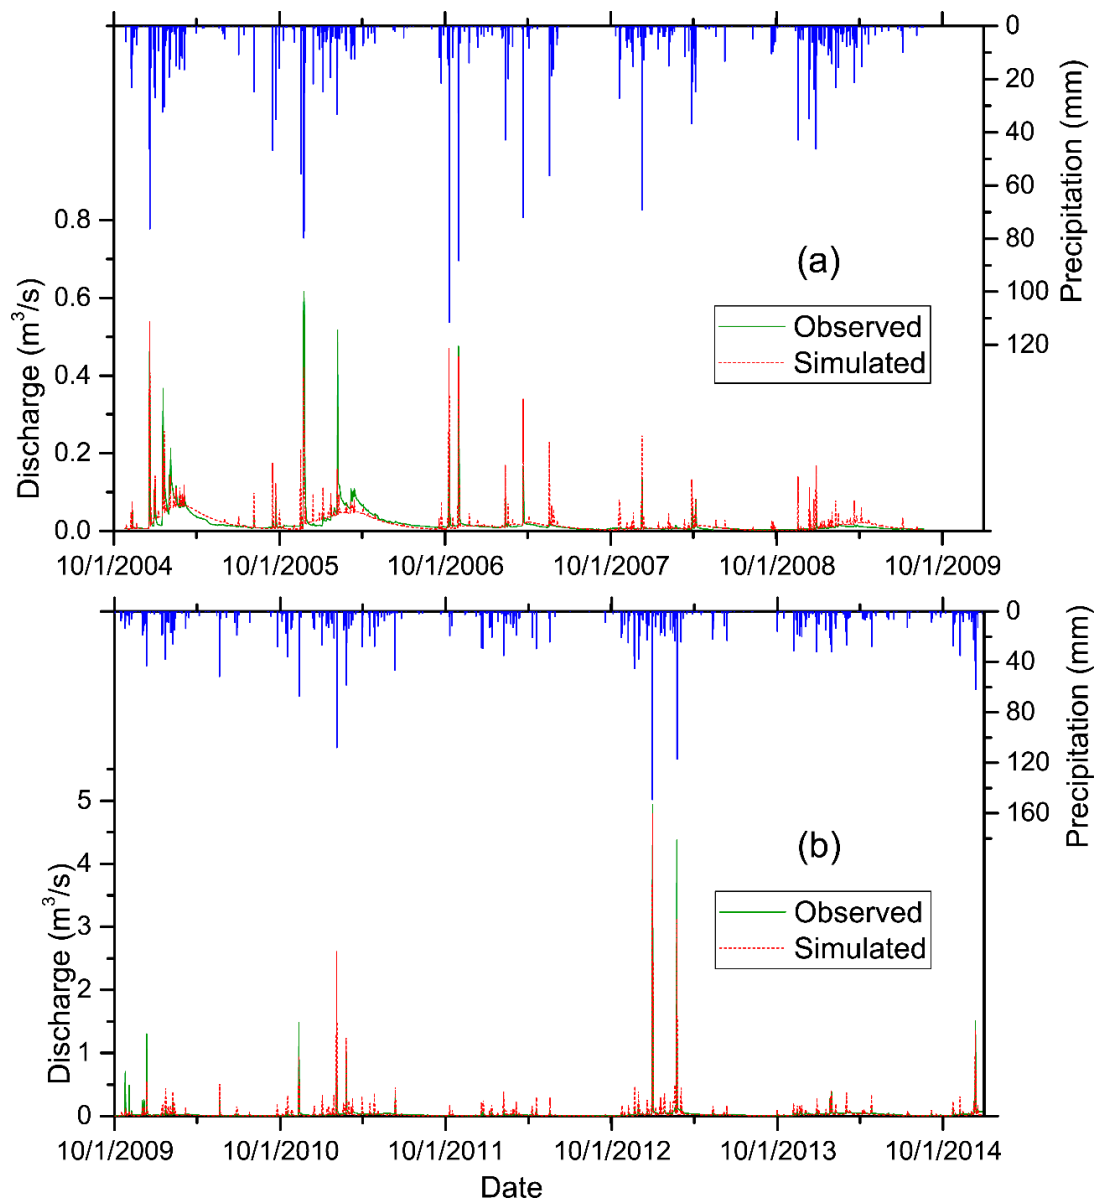 0
20
40
60
80
100
120
Precipitation (mm)
0.8
0.6
0.4
0.2
0.0
Discharge (m³/s)
(a)
Observed
Simulated
10/1/2004 10/1/2005 10/1/2006 10/1/2007 10/1/2008 10/1/2009
0
40
80
120
160
Precipitation (mm)
5
4
3
2
1
0
Discharge (m³/s)
(b)
Observed
Simulated
10/1/2009 10/1/2010 10/1/2011 10/1/2012 10/1/2013 10/1/2014
Date